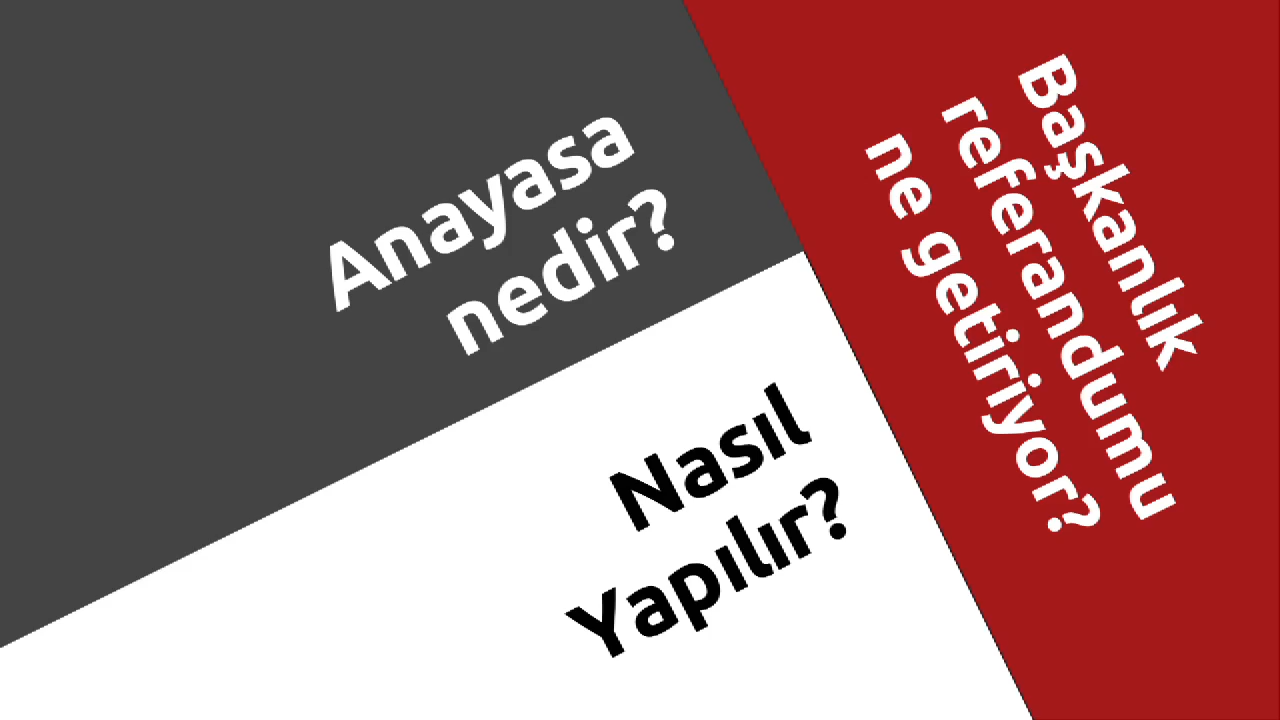 Anayasa
nedir?
Nasıl
Yapılır?
Başkanlık
referandumu
ne getiriyor?